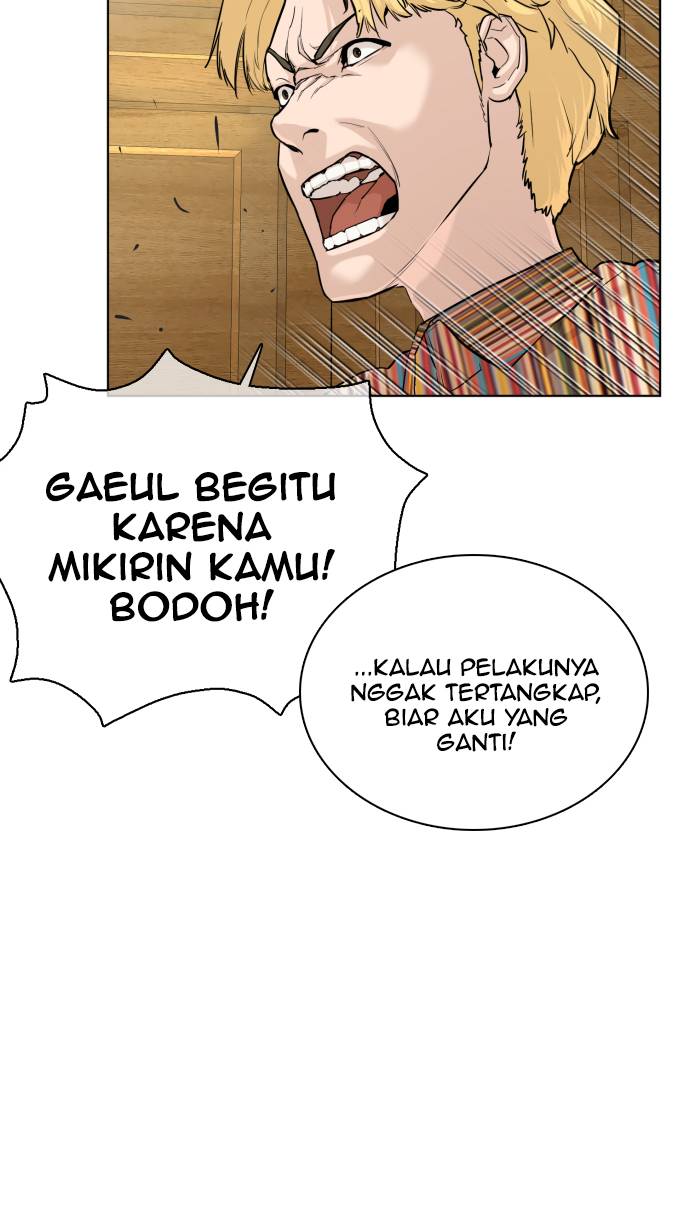 GAEUL BEGITU
KARENA
MIKIRIN KAMU!
BODOH!
...KALAU PELAKUNYA
NGGAK TERTANGKAP,
BIAR AKU YANG
GANTI!